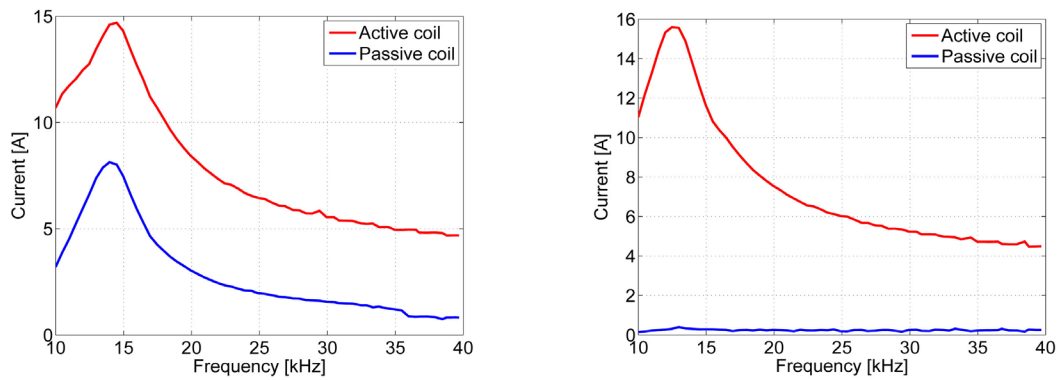 15
Active coil
Passive coil
10
5
0
Current [A]
10 15 20 25 30 35 40
Frequency [kHz]
16
Active coil
Passive coil
14
12
10
8
6
4
2
0
Current [A]
10 15 20 25 30 35 40
Frequency [kHz]